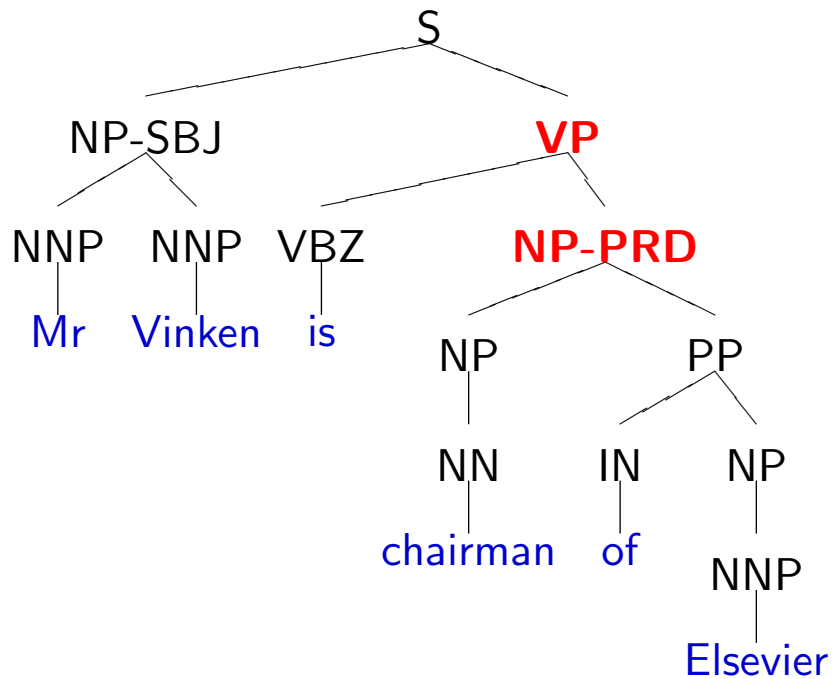 S
NP-SBJ VP
NNP NNP VBZ NP-PRD
Mr Vinken is
NP PP
NN IN NP
chairman of
NNP
Elsevier